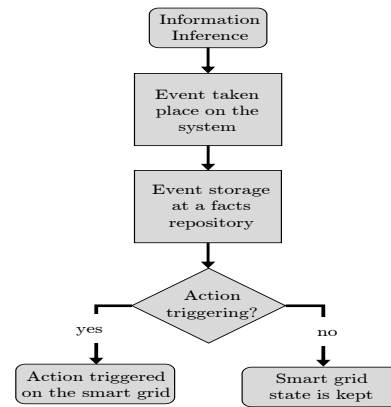 Information
Inference
Event taken
place on the
system
Event storage
at a facts
repository
Action
triggering?
yes
no
Action triggered
on the smart grid
Smart grid
state is kept